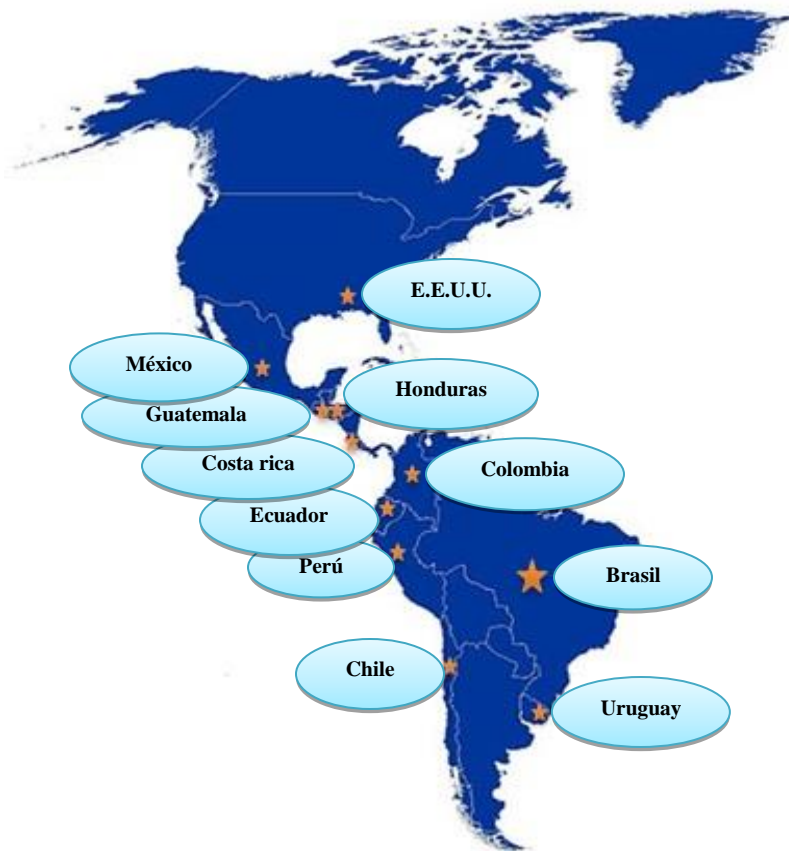 E.E.U.U.
México
Honduras
Guatemala
Costa rica
Colombia
Ecuador
Perú
Brasil
Chile
Uruguay